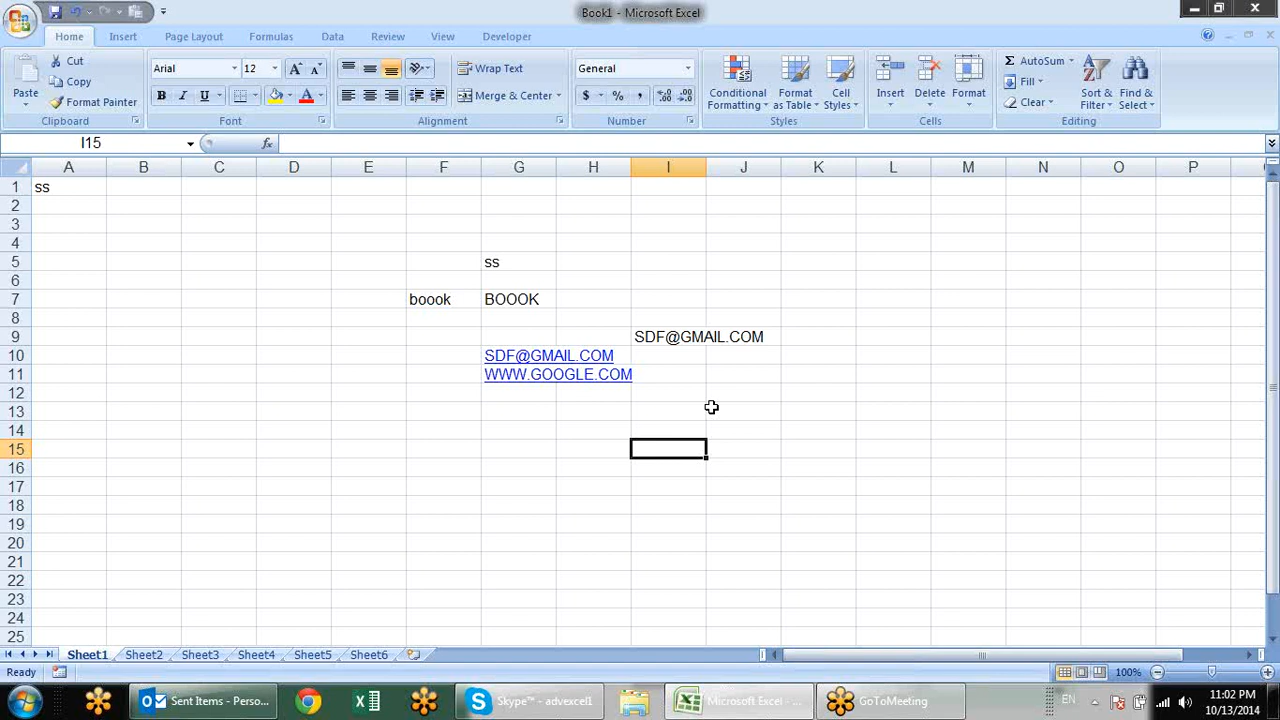 Book1 - Microsoft Excel
Home Insert Page Layout Formulas Data Review View Developer
Paste
Cut
Copy
Format Painter
Clipboard
Arial 12
B I U
Font
Wrap Text
Merge & Center
Alignment
General
$ % ,
Number
Conditional Formatting
Format as Table
Cell Styles
Styles
Insert Delete Format
Cells
Σ AutoSum
Fill
Clear
Sort & Filter
Find & Select
Editing
I15 fx
A B C D E F G H I J K L M N O P
1 ss
2
3
4
5 ss
6
7 boook BOOOK
8
9 SDF@GMAIL.COM
10 SDF@GMAIL.COM
11 WWW.GOOGLE.COM
12
13
14
15
16
17
18
19
20
21
22
23
24
25
Sheet1 Sheet2 Sheet3 Sheet4 Sheet5 Sheet6
Ready 100%
Sent Items - Perso... Skype™ - advexcel1 Microsoft Excel - ... GoToMeeting EN 11:02 PM
10/13/2014